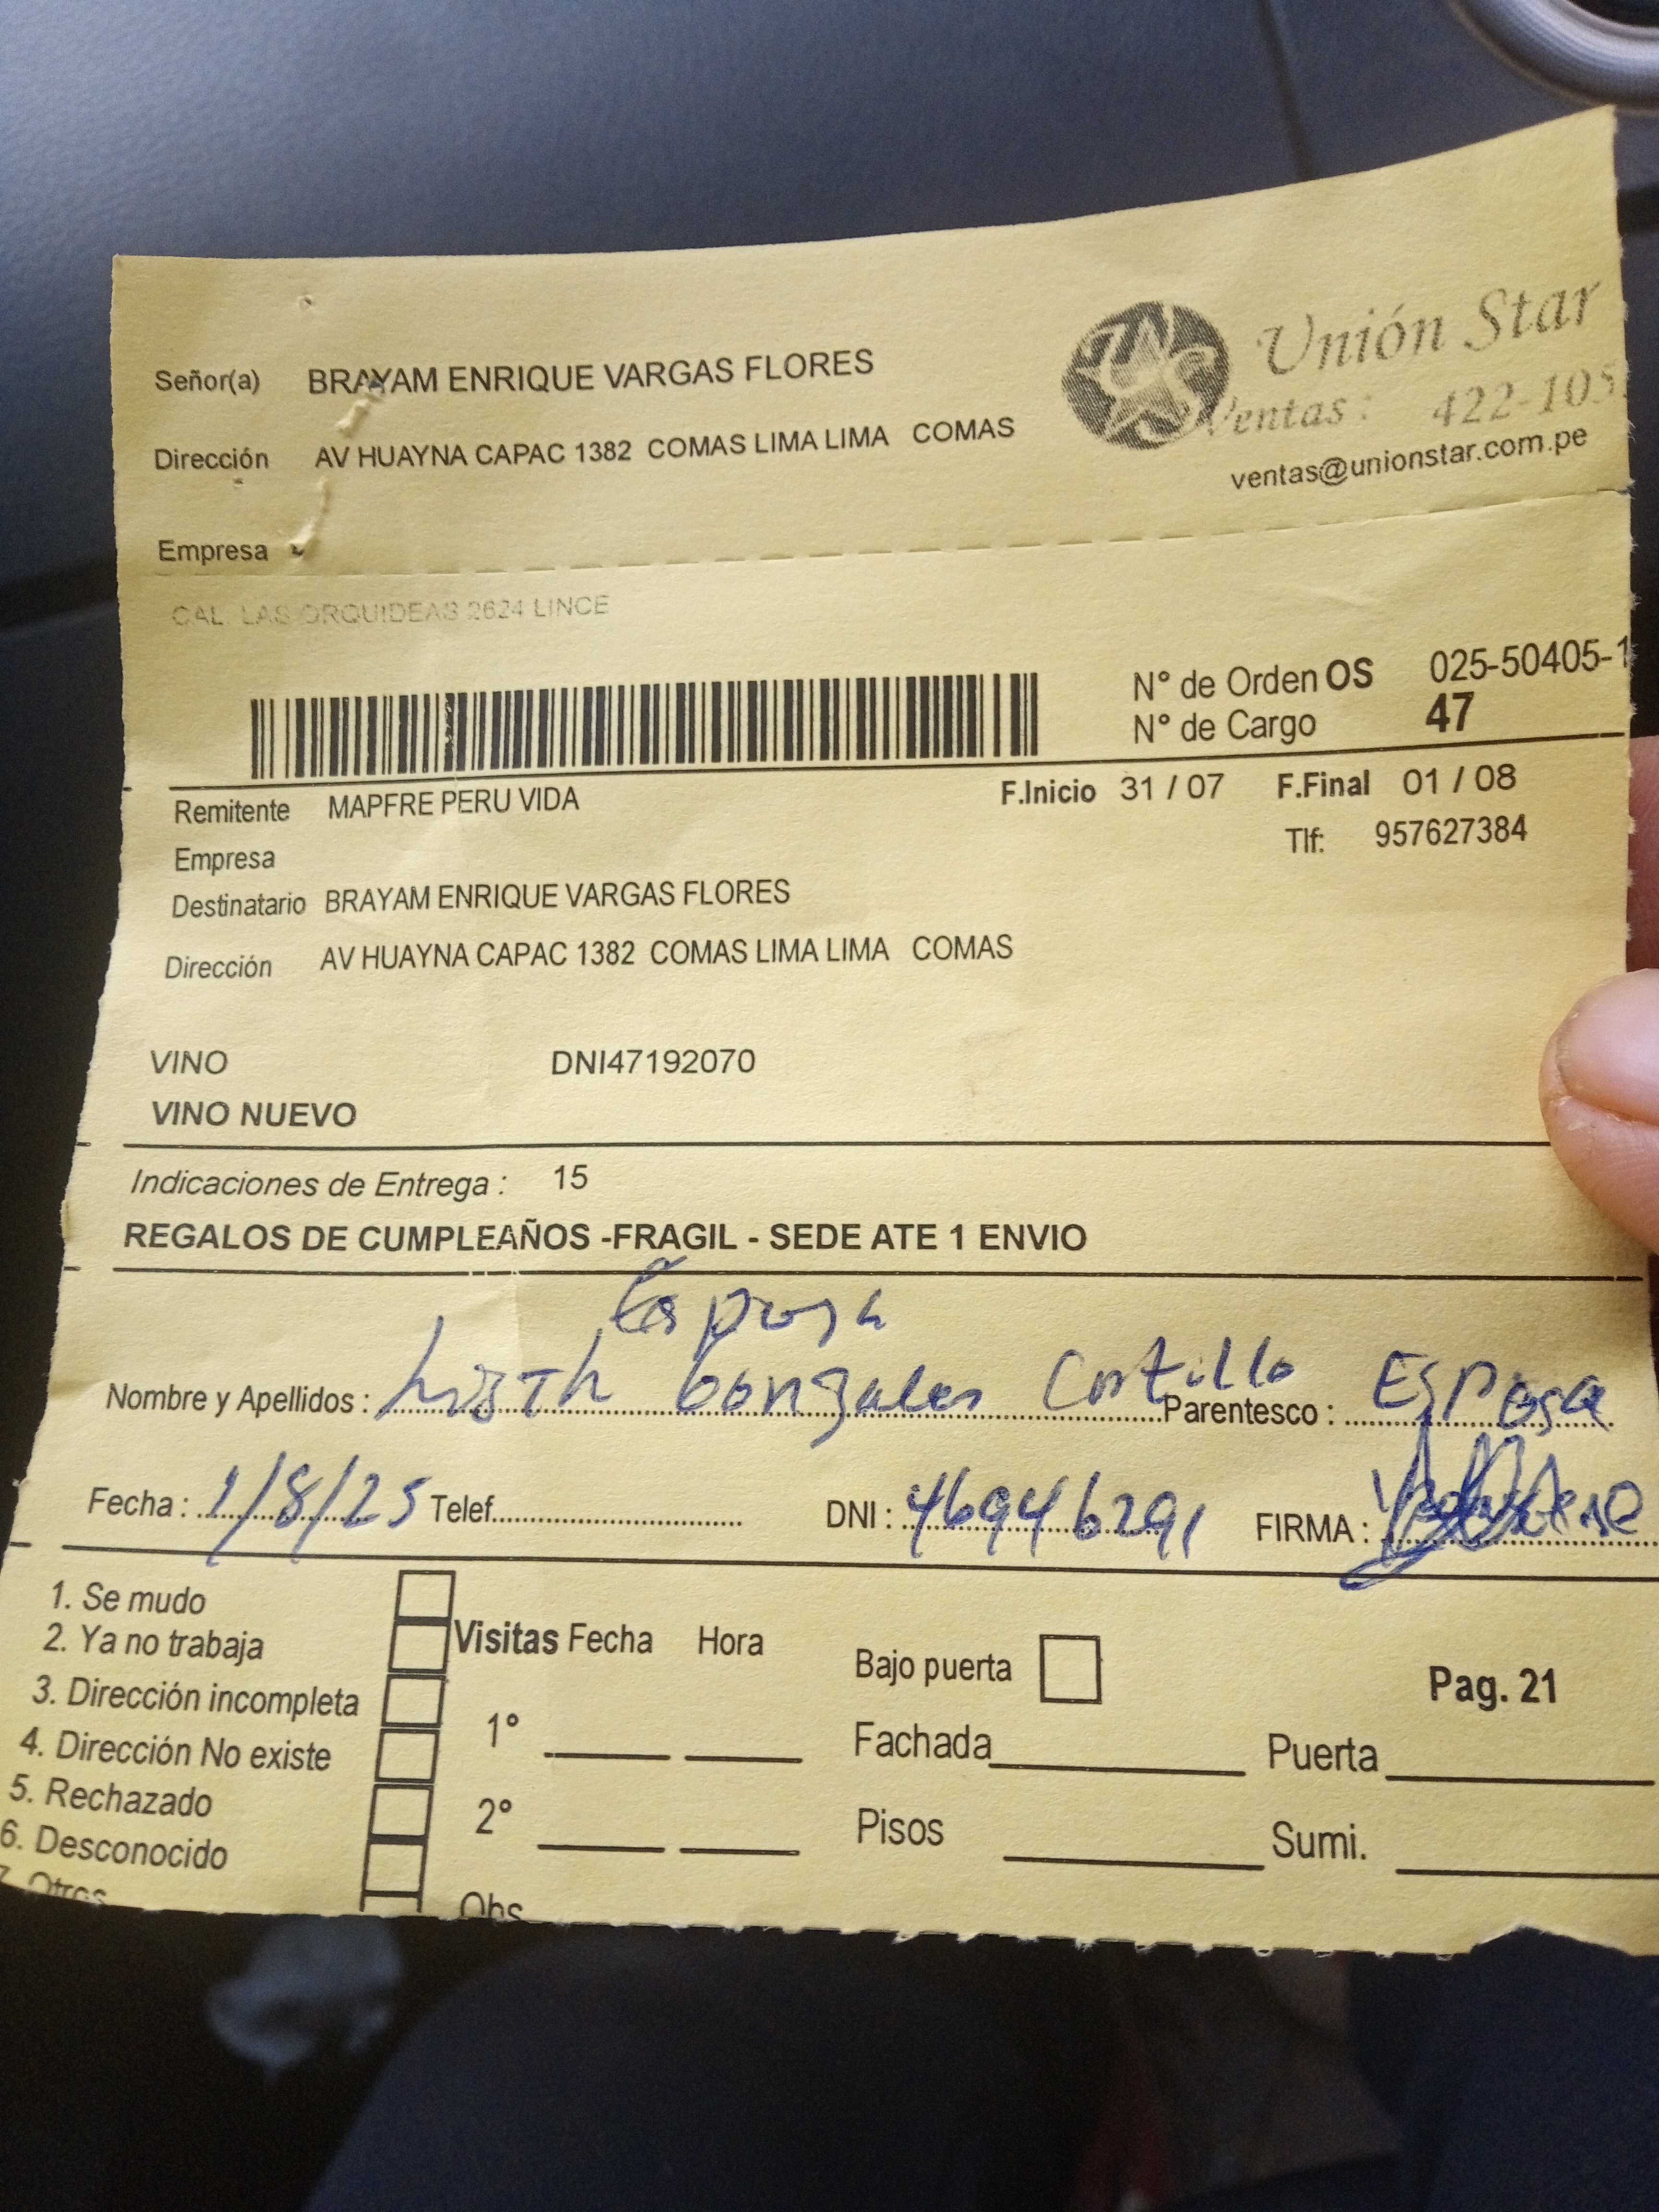 Unión Star
Señor(a) BRAYAM ENRIQUE VARGAS FLORES
Ventas: 422-105
Dirección AV HUAYNA CAPAC 1382 COMAS LIMA LIMA COMAS
ventas@unionstar.com.pe
Empresa
CAL. LAS ORQUIDEAS 2624 LINCE
N° de Orden OS 025-50405-1
N° de Cargo 47
Remitente MAPFRE PERU VIDA F.Inicio 31 / 07 F.Final 01 / 08
Tlf: 957627384
Empresa
Destinatario BRAYAM ENRIQUE VARGAS FLORES
Dirección AV HUAYNA CAPAC 1382 COMAS LIMA LIMA COMAS
VINO DNI47192070
VINO NUEVO
Indicaciones de Entrega : 15
REGALOS DE CUMPLEAÑOS -FRAGIL - SEDE ATE 1 ENVIO
Esposa
Nombre y Apellidos : Gonzales Parentesco : Esposa
Fecha : 1/8/25 Telef. DNI : 46946291 FIRMA :
1. Se mudo
2. Ya no trabaja Visitas Fecha Hora Bajo puerta Pag. 21
3. Dirección incompleta 1° Fachada Puerta
4. Dirección No existe
5. Rechazado 2° Pisos Sumi.
6. Desconocido
7. Otros Obs